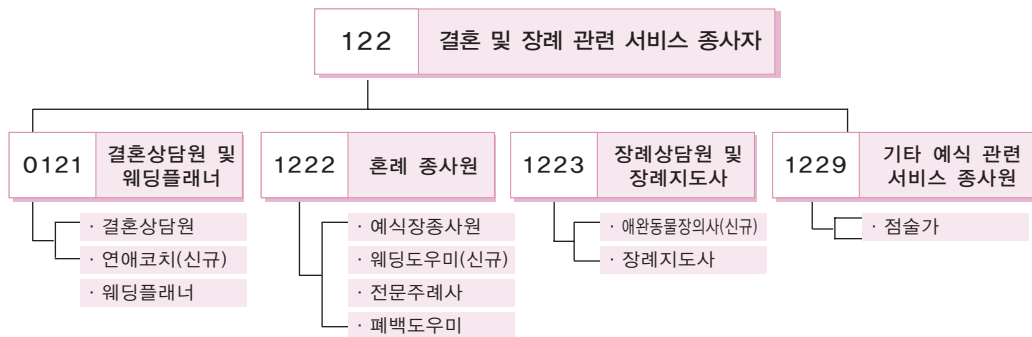 122 결혼 및 장례 관련 서비스 종사자
0121 결혼상담원 및
웨딩플래너
· 결혼상담원
· 연애코치(신규)
· 웨딩플래너
1222 혼례 종사원
· 예식장종사원
· 웨딩도우미(신규)
· 전문주례사
· 폐백도우미
1223 장례상담원 및
장례지도사
· 애완동물장의사(신규)
· 장례지도사
1229 기타 예식 관련
서비스 종사원
· 점술가